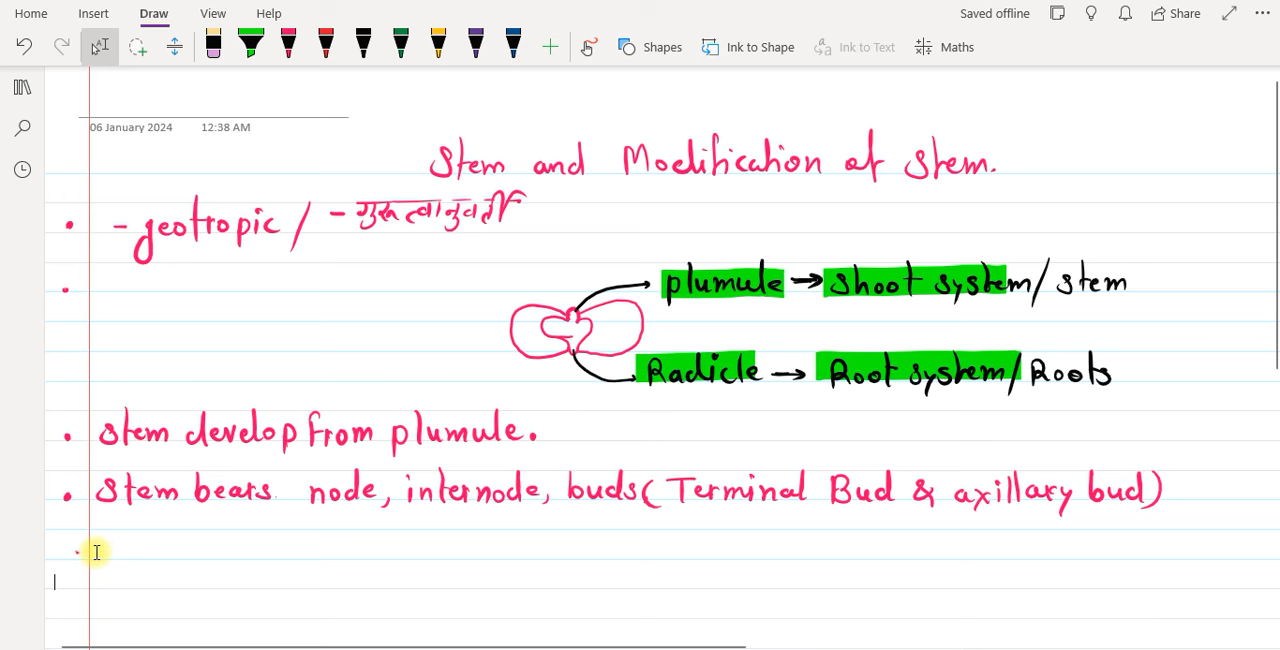 Home Insert Draw View Help Saved offline Share
Shapes Ink to Shape Ink to Text Maths
06 January 2024 12:38 AM
Stem and Modification of Stem.
• -geotropic / - गुरूत्वानुवर्ती
•
plumule → Shoot system/stem
Radicle → Root system/Roots
• Stem develop from plumule.
• Stem bears node, internode, buds( Terminal Bud & axillary bud)